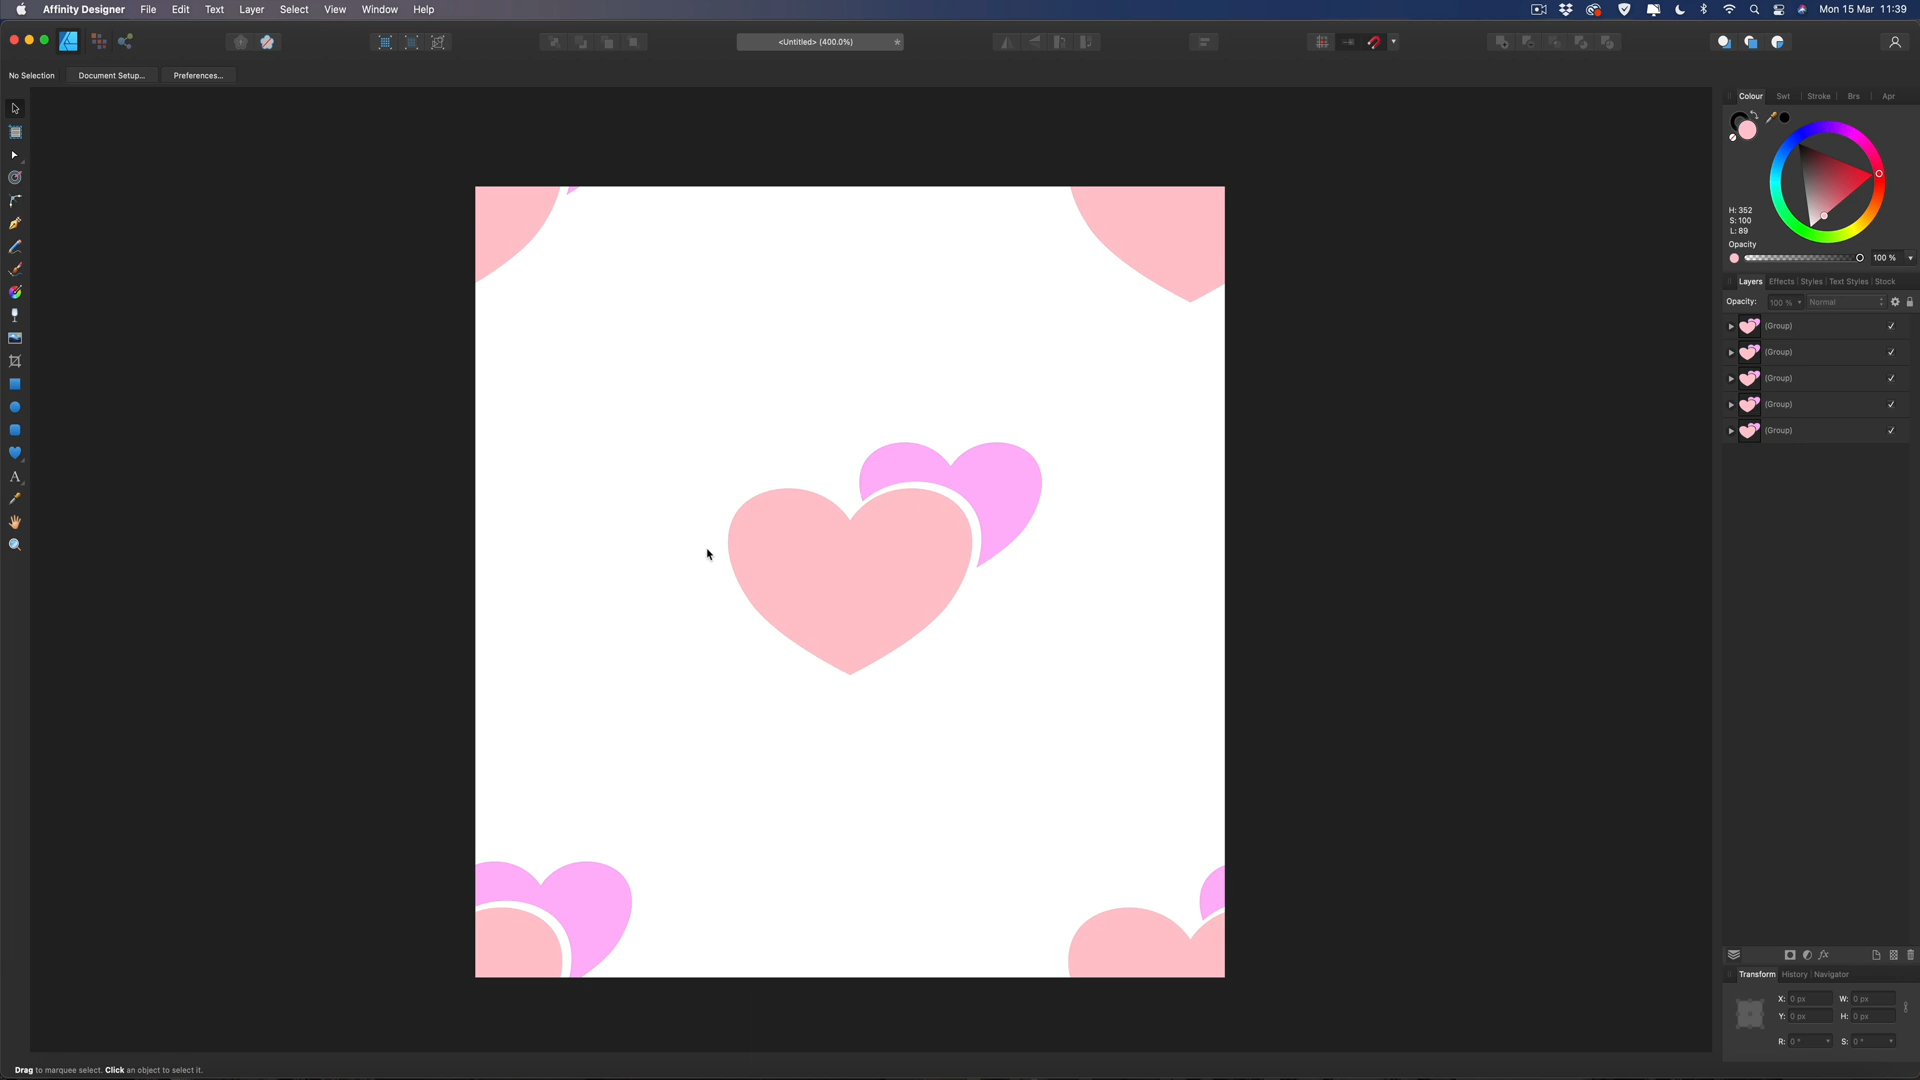 Affinity Designer File Edit Text Layer Select View Window Help Mon 15 Mar 11:39
<Untitled> (400.0%)
No Selection Document Setup... Preferences...
Colour Swt Stroke Brs Apr
H: 352
S: 100
L: 89
Opacity
100 %
Layers Effects Styles Text Styles Stock
Opacity: 100 % Normal
(Group)
(Group)
(Group)
(Group)
(Group)
Transform History Navigator
X: 0 px W: 0 px
Y: 0 px H: 0 px
R: 0 ° S: 0 °
Drag to marquee select. Click an object to select it.